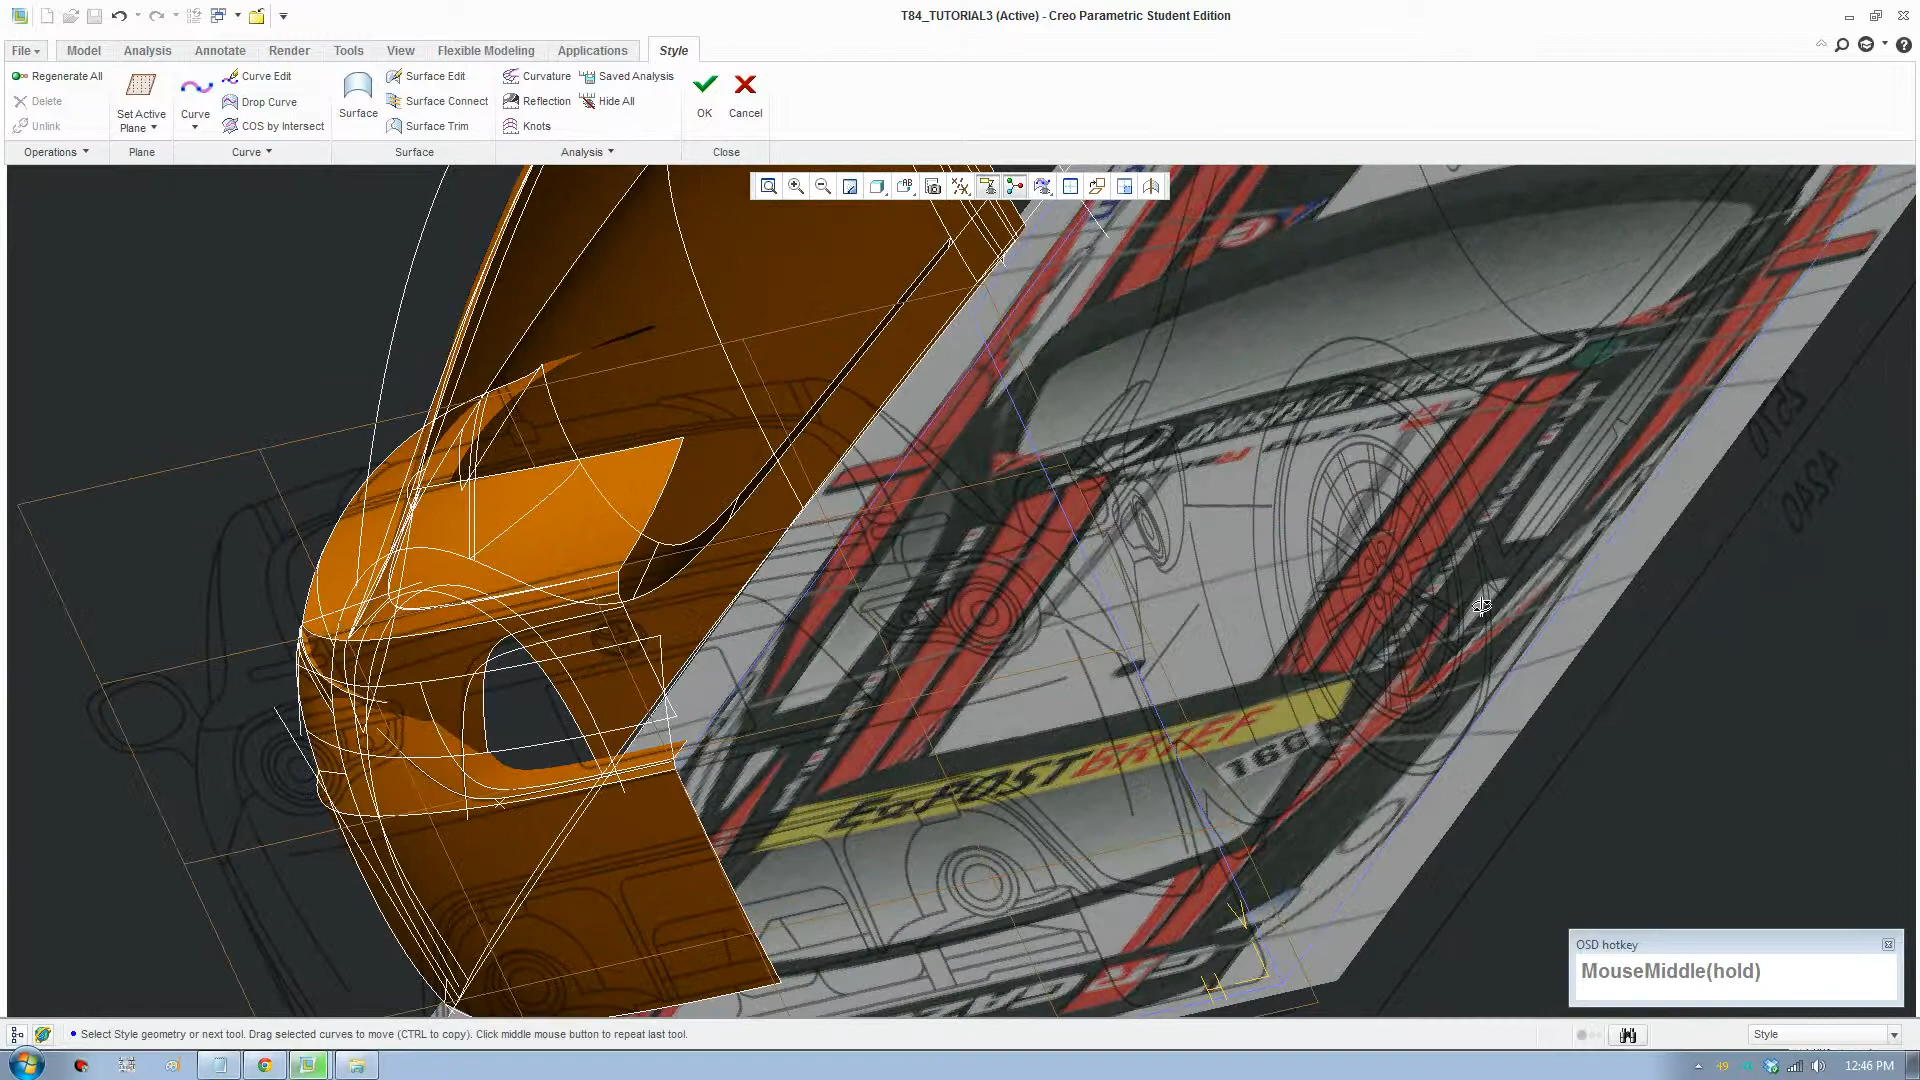 T84_TUTORIAL3 (Active) - Creo Parametric Student Edition
File Model Analysis Annotate Render Tools View Flexible Modeling Applications Style
Regenerate All
Delete
Unlink
Set Active Plane
Curve
Curve Edit
Drop Curve
COS by Intersect
Surface
Surface Edit
Surface Connect
Surface Trim
Curvature
Reflection
Knots
Saved Analysis
Hide All
OK
Cancel
Operations Plane Curve Surface Analysis Close
160
OSD hotkey
MouseMiddle(hold)
Select Style geometry or next tool. Drag selected curves to move (CTRL to copy). Click middle mouse button to repeat last tool.
Style
49
12:46 PM